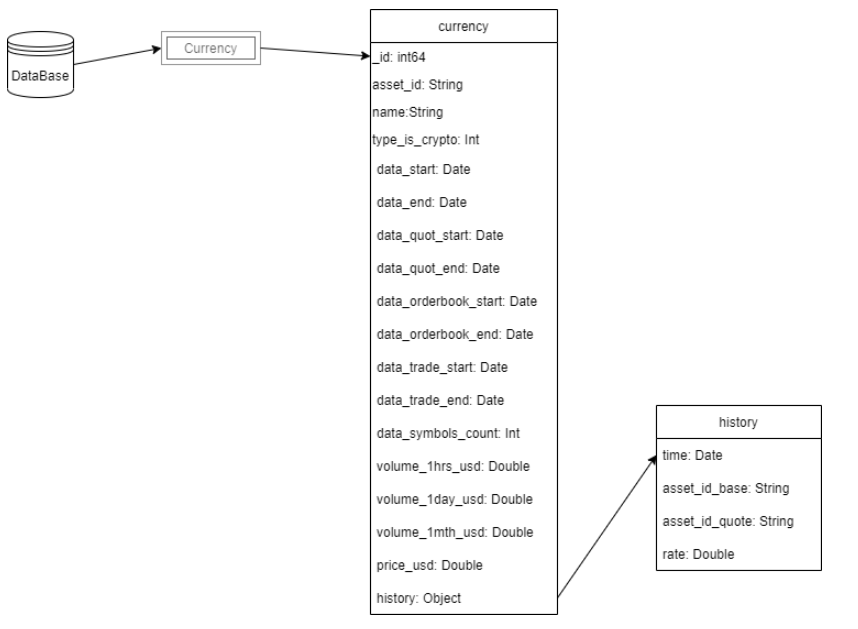 DataBase
Currency
currency
_id: int64
asset_id: String
name:String
type_is_crypto: Int
data_start: Date
data_end: Date
data_quot_start: Date
data_quot_end: Date
data_orderbook_start: Date
data_orderbook_end: Date
data_trade_start: Date
data_trade_end: Date
data_symbols_count: Int
volume_1hrs_usd: Double
volume_1day_usd: Double
volume_1mth_usd: Double
price_usd: Double
history: Object
history
time: Date
asset_id_base: String
asset_id_quote: String
rate: Double